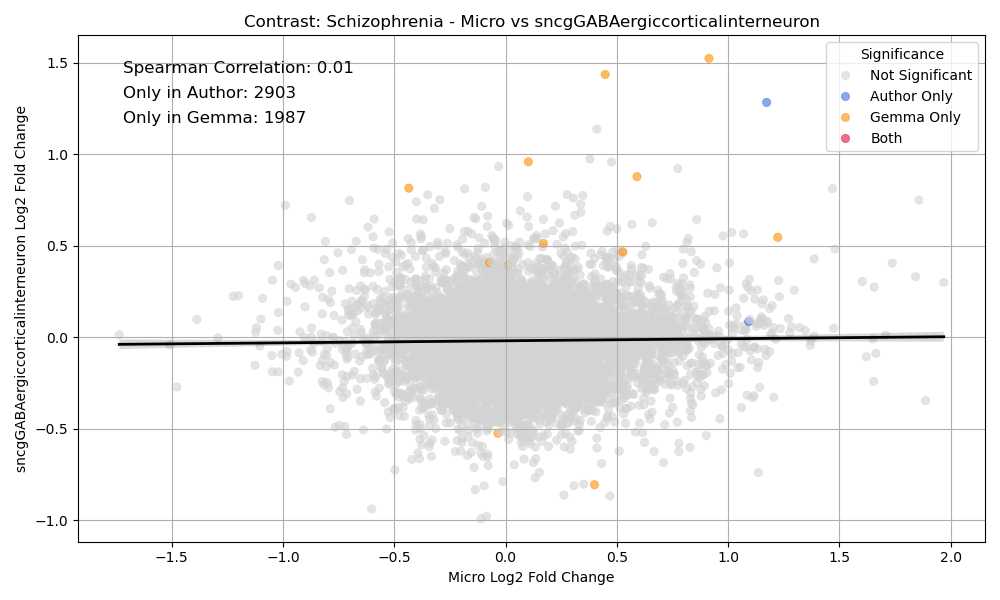 Contrast: Schizophrenia - Micro vs sncgGABAergiccorticalinterneuron
Spearman Correlation: 0.01
Only in Author: 2903
Only in Gemma: 1987
Significance
Not Significant
Author Only
Gemma Only
Both
sncgGABAergiccorticalinterneuron Log2 Fold Change
1.5
1.0
0.5
0.0
−0.5
−1.0
−1.5
−1.0
−0.5
0.0
0.5
1.0
1.5
2.0
Micro Log2 Fold Change